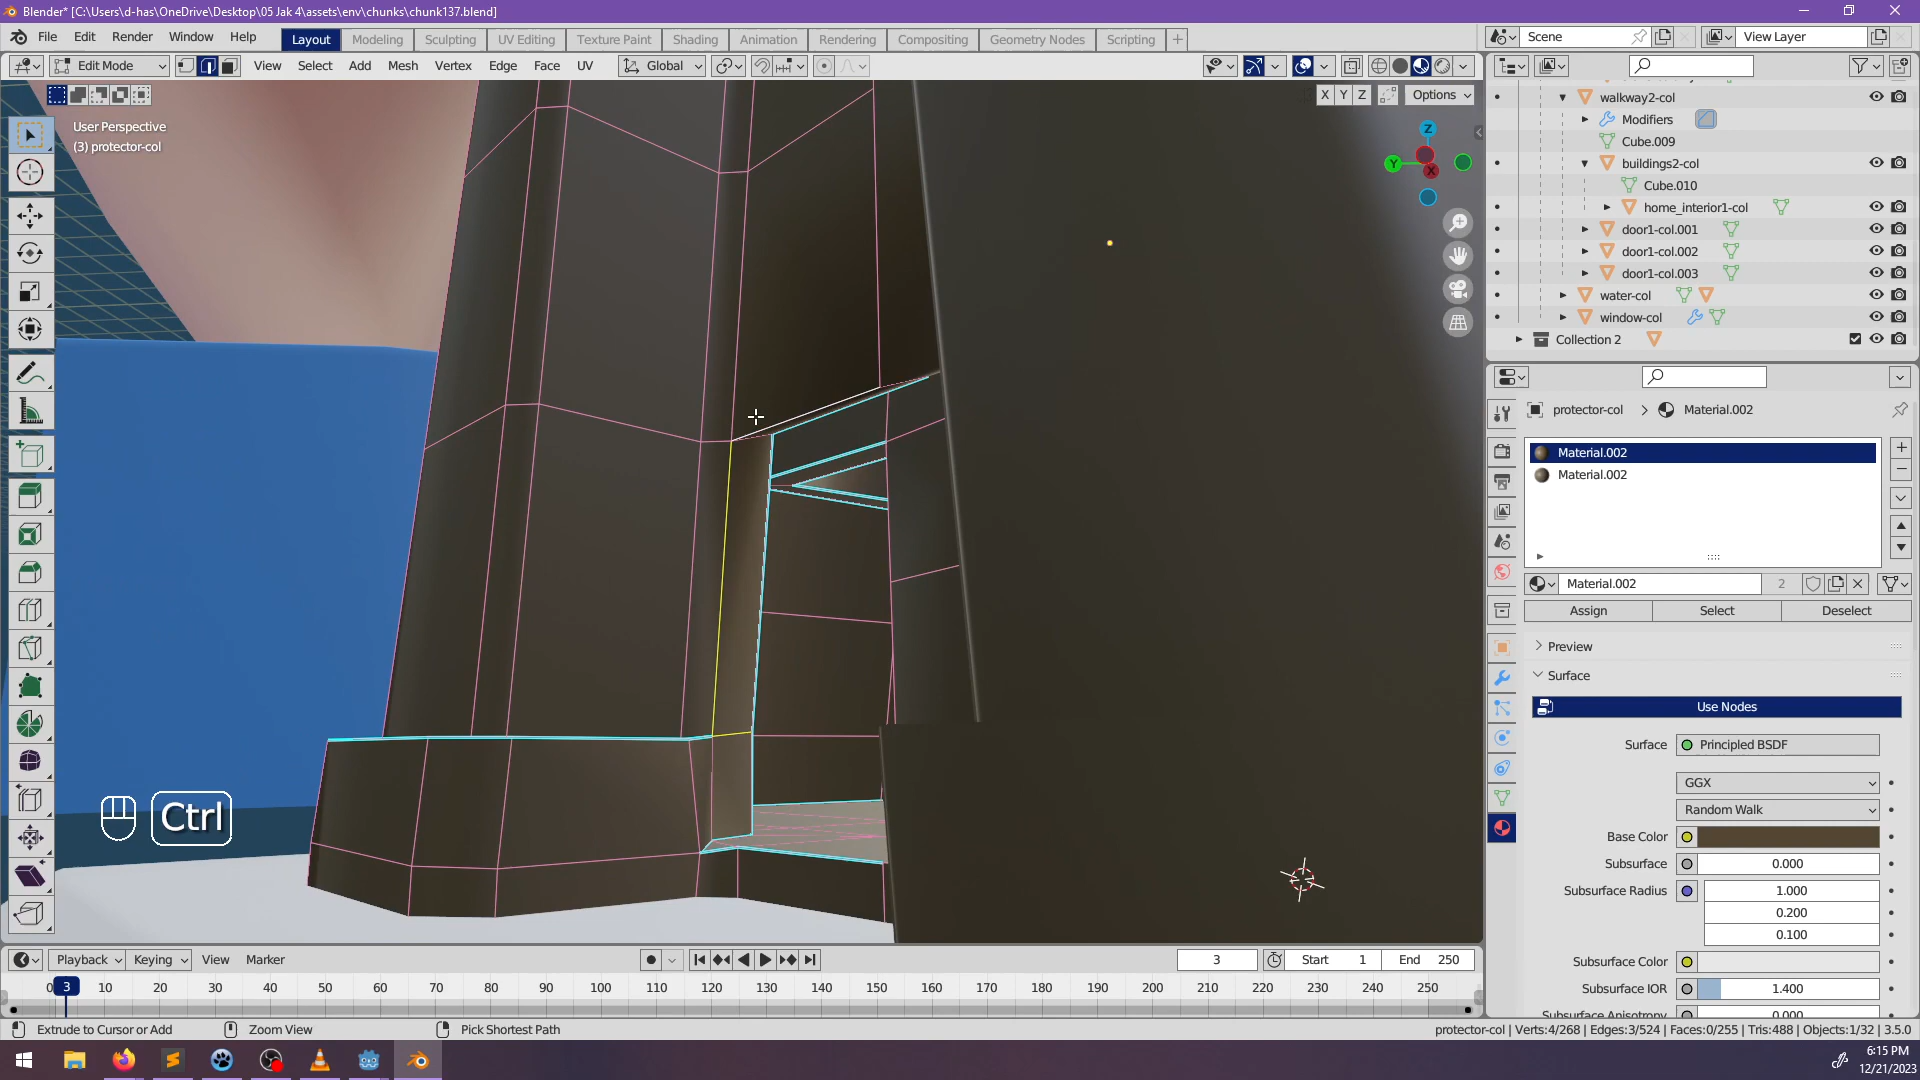 Blender* [C:\Users\d-has\OneDrive\Desktop\05 Jak 4\assets\env\chunks\chunk137.blend]
File Edit Render Window Help Layout Modeling Sculpting UV Editing Texture Paint Shading Animation Rendering Compositing Geometry Nodes Scripting Scene View Layer
Edit Mode View Select Add Mesh Vertex Edge Face UV Global
X Y Z Options
User Perspective
(3) protector-col
Z
Y
X
walkway2-col
Modifiers
Cube.009
buildings2-col
Cube.010
home_interior1-col
door1-col.001
door1-col.002
door1-col.003
water-col
window-col
Collection 2
protector-col Material.002
Material.002
Material.002
Material.002 2
Assign Select Deselect
Preview
Surface
Use Nodes
Surface Principled BSDF
GGX
Random Walk
Base Color
Subsurface 0.000
Subsurface Radius 1.000
0.200
0.100
Subsurface Color
Subsurface IOR 1.400
Subsurface Anisotropy 0.000
Ctrl
Playback Keying View Marker 3 Start 1 End 250
0 3 10 20 30 40 50 60 70 80 90 100 110 120 130 140 150 160 170 180 190 200 210 220 230 240 250
Extrude to Cursor or Add Zoom View Pick Shortest Path protector-col | Verts:4/268 | Edges:3/524 | Faces:0/255 | Tris:488 | Objects:1/32 | 3.5.0
6:15 PM
12/21/2023